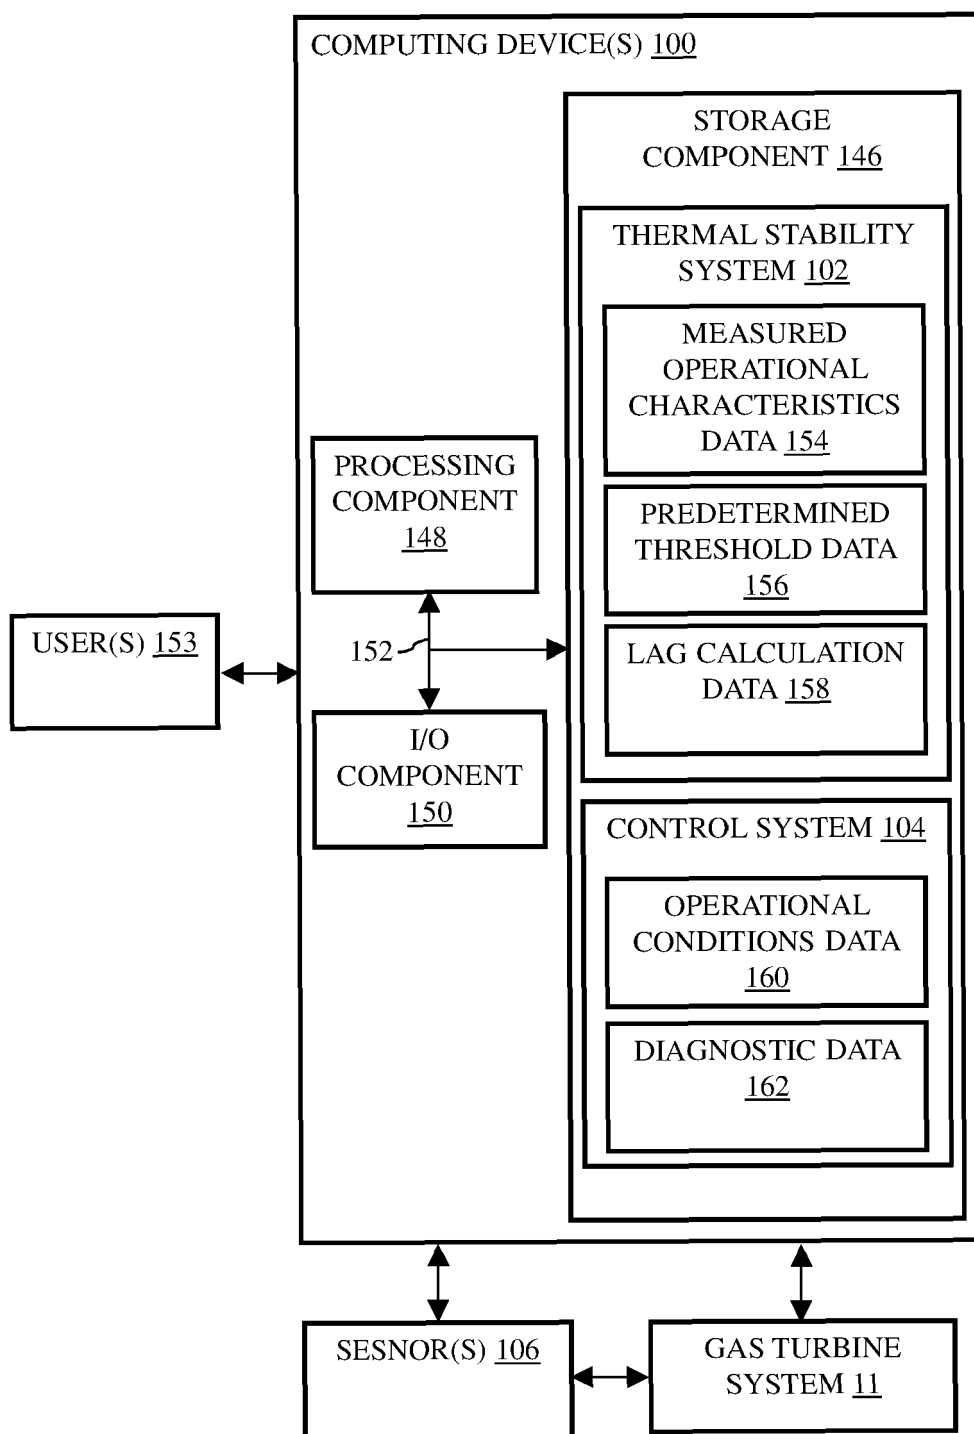 COMPUTING DEVICE(S) 100
STORAGE
COMPONENT 146
THERMAL STABILITY
SYSTEM 102
MEASURED
OPERATIONAL
CHARACTERISTICS
DATA 154
PROCESSING
COMPONENT
148
PREDETERMINED
THRESHOLD DATA
156
USER(S) 153
152
LAG CALCULATION
DATA 158
I/O
COMPONENT
150
CONTROL SYSTEM 104
OPERATIONAL
CONDITIONS DATA
160
DIAGNOSTIC DATA
162
SESNOR(S) 106
GAS TURBINE
SYSTEM 11